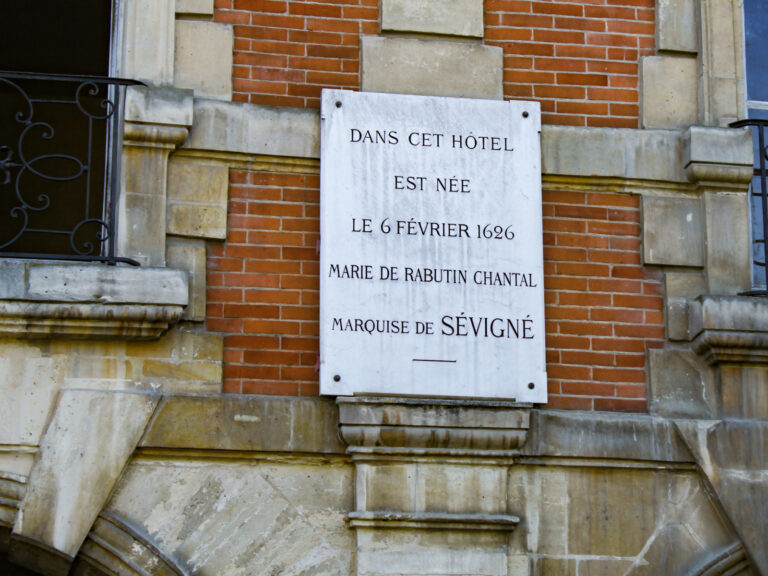 DANS CET HÔTEL
EST NÉE
LE 6 FÉVRIER 1626
MARIE DE RABUTIN CHANTAL
MARQUISE DE SÉVIGNÉ